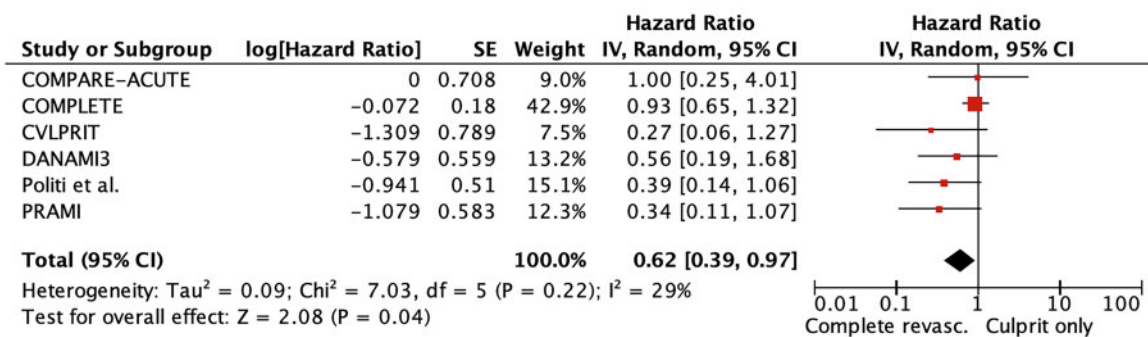 Hazard Ratio Hazard Ratio
Study or Subgroup log[Hazard Ratio] SE Weight IV, Random, 95% CI IV, Random, 95% CI
COMPARE-ACUTE 0 0.708 9.0% 1.00 [0.25, 4.01]
COMPLETE -0.072 0.18 42.9% 0.93 [0.65, 1.32]
CVLPRIT -1.309 0.789 7.5% 0.27 [0.06, 1.27]
DANAMI3 -0.579 0.559 13.2% 0.56 [0.19, 1.68]
Politi et al. -0.941 0.51 15.1% 0.39 [0.14, 1.06]
PRAMI -1.079 0.583 12.3% 0.34 [0.11, 1.07]
Total (95% CI) 100.0% 0.62 [0.39, 0.97]
Heterogeneity: Tau² = 0.09; Chi² = 7.03, df = 5 (P = 0.22); I² = 29%
Test for overall effect: Z = 2.08 (P = 0.04)
0.01 0.1 1 10 100
Complete revasc. Culprit only